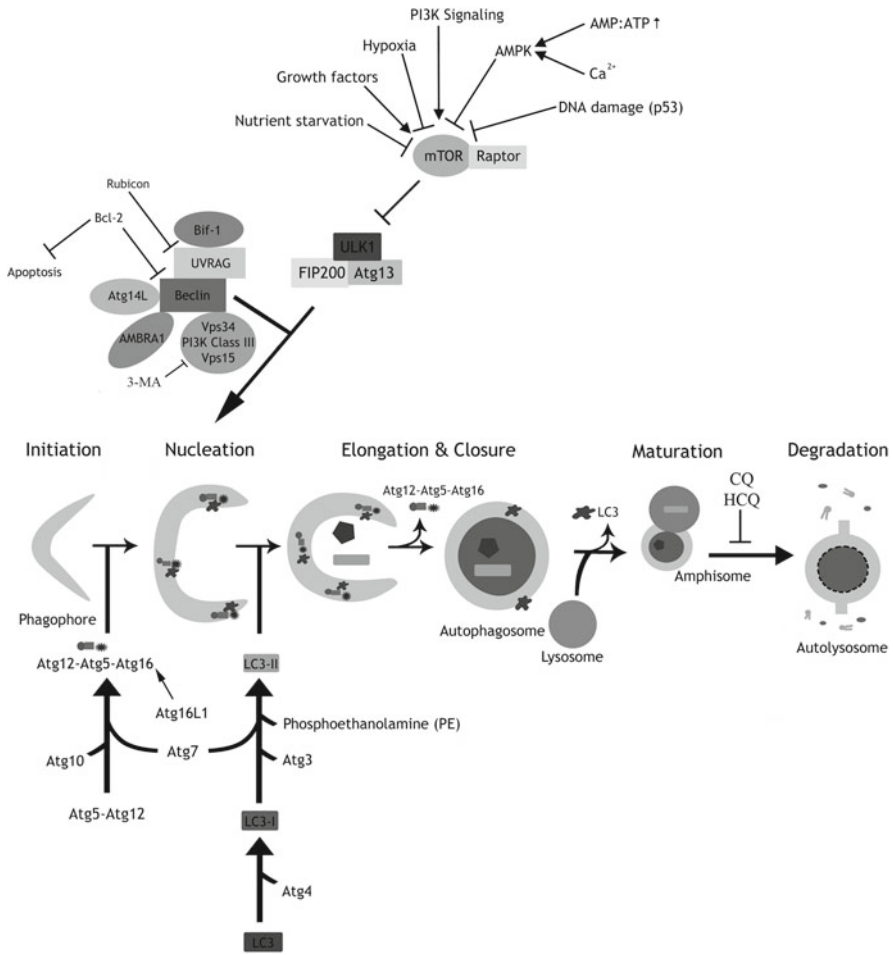 PI3K Signaling
AMP:ATP ↑
Hypoxia
AMPK
Growth factors
Ca²⁺
Nutrient starvation
DNA damage (p53)
mTOR
Raptor
Rubicon
Bcl-2
Bif-1
Apoptosis
UVRAG
ULK1
FIP200
Atg13
Atg14L
Beclin
AMBRA1
Vps34
PI3K Class III
Vps15
3-MA
Initiation
Nucleation
Elongation & Closure
Maturation
Degradation
Atg12-Atg5-Atg16
LC3
CQ
HCQ
Phagophore
Autophagosome
Lysosome
Amphisome
Autolysosome
Atg12-Atg5-Atg16
LC3-II
Atg16L1
Phosphoethanolamine (PE)
Atg10
Atg7
Atg3
Atg5-Atg12
LC3-I
Atg4
LC3